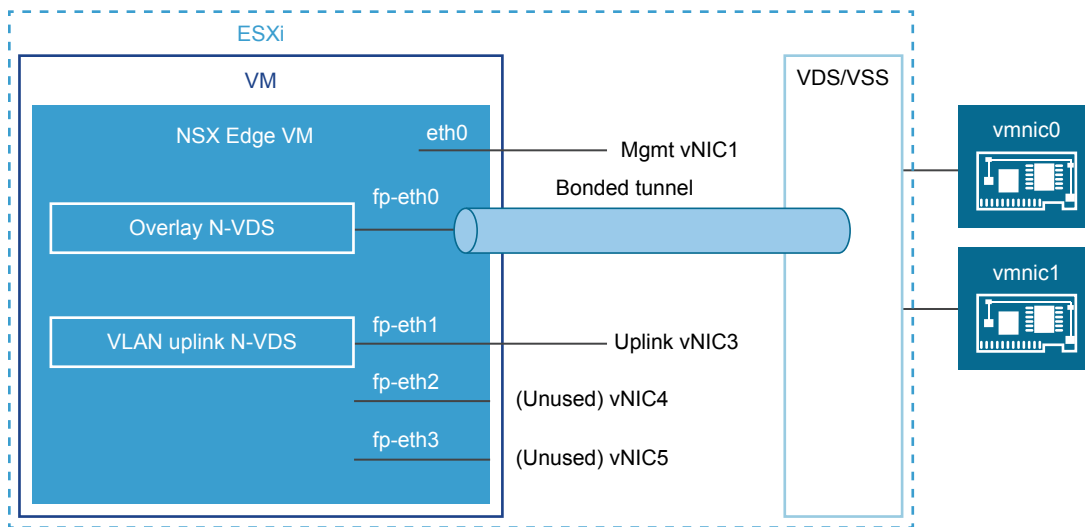 ESXi
VM
VDS/VSS
NSX Edge VM
eth0
Mgmt vNIC1
vmnic0
fp-eth0
Bonded tunnel
Overlay N-VDS
vmnic1
fp-eth1
VLAN uplink N-VDS
Uplink vNIC3
fp-eth2
(Unused) vNIC4
fp-eth3
(Unused) vNIC5